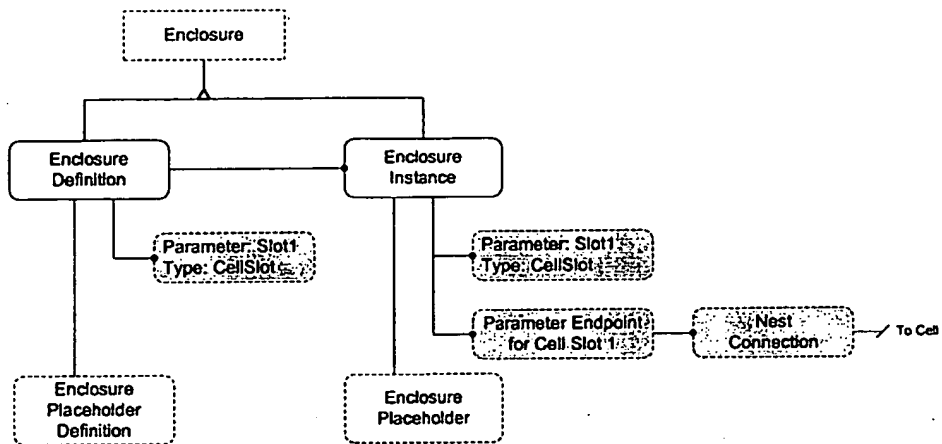 Enclosure
Enclosure
Definition
Enclosure
Instance
Parameter: Slot1
Type: CellSlot
Parameter: Slot1
Type: CellSlot
Parameter Endpoint
for Cell Slot 1
Nest
Connection
To Cell
Enclosure
Placeholder
Definition
Enclosure
Placeholder